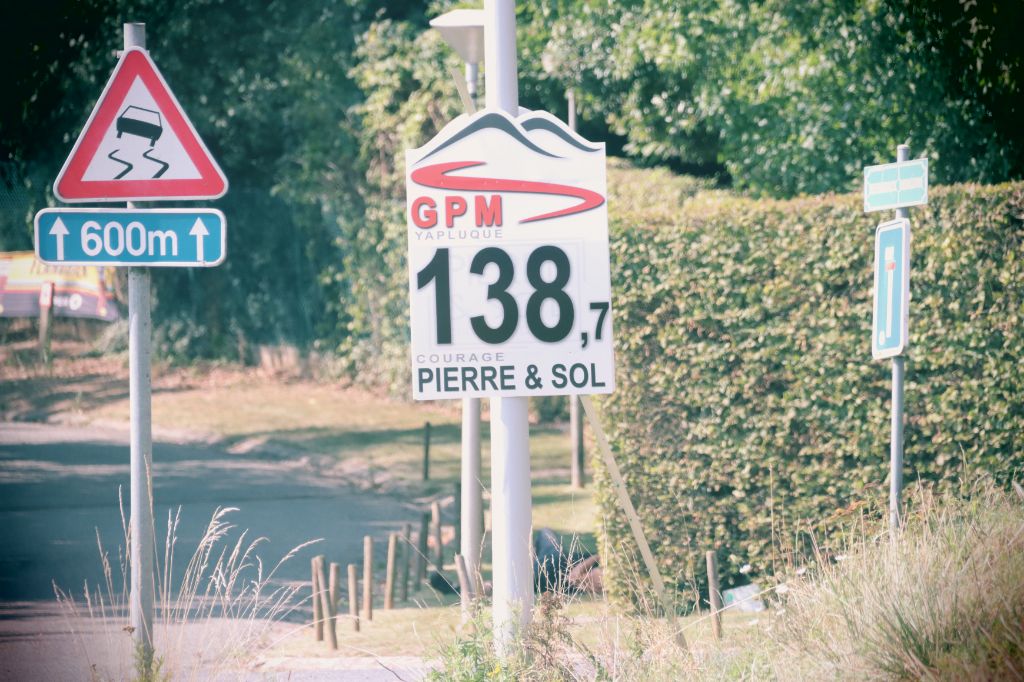 600m
GPM
YAPLUQUE
138,7
COURAGE
PIERRE & SOL